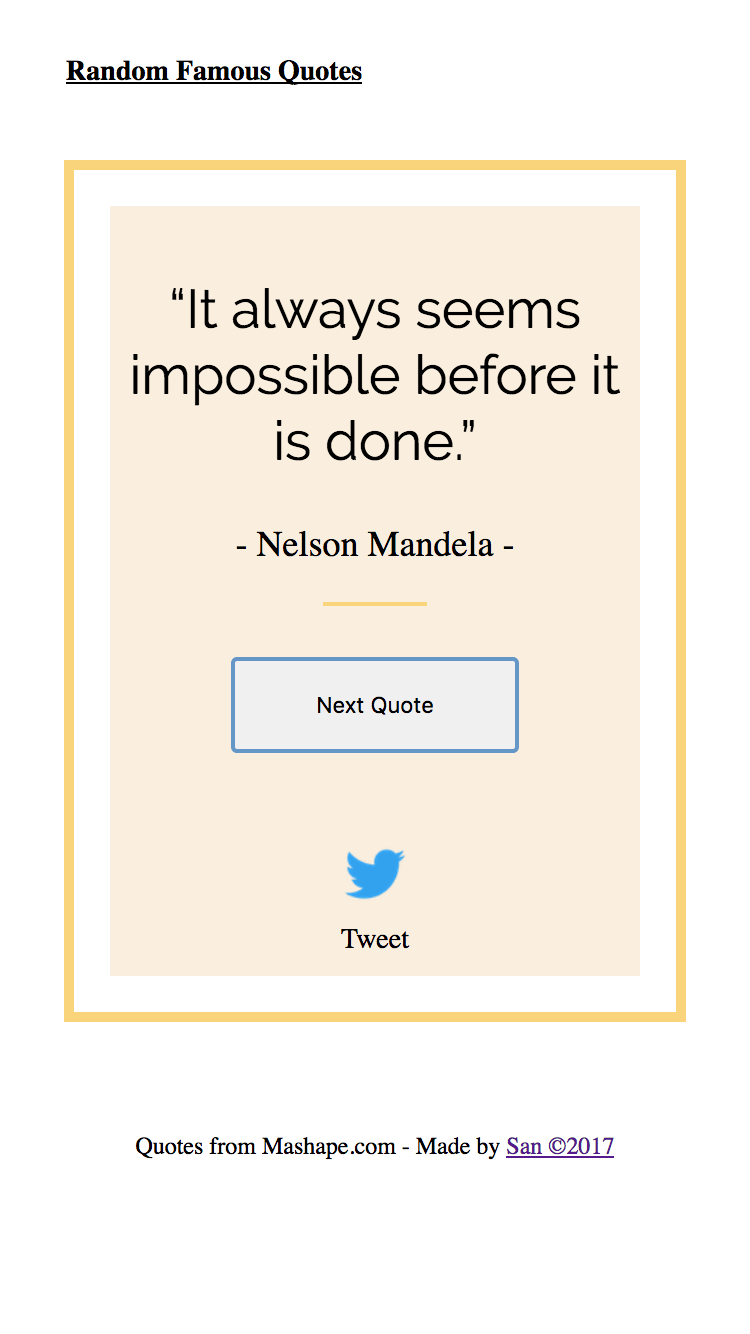 Random Famous Quotes
“It always seems
impossible before it
is done.”
- Nelson Mandela -
Next Quote
Tweet
Quotes from Mashape.com - Made by San ©2017